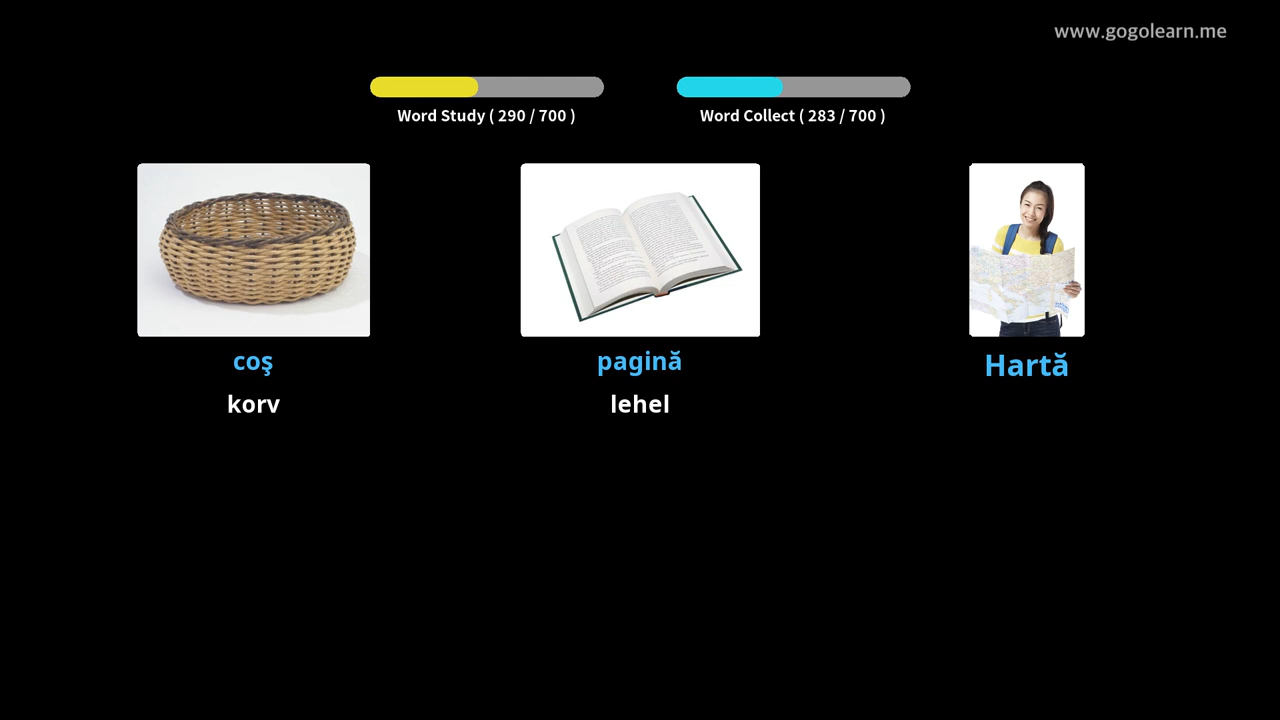 www.gogolearn.me
Word Study ( 290 / 700 )
Word Collect ( 283 / 700 )
coş
pagină
Hartă
korv
lehel